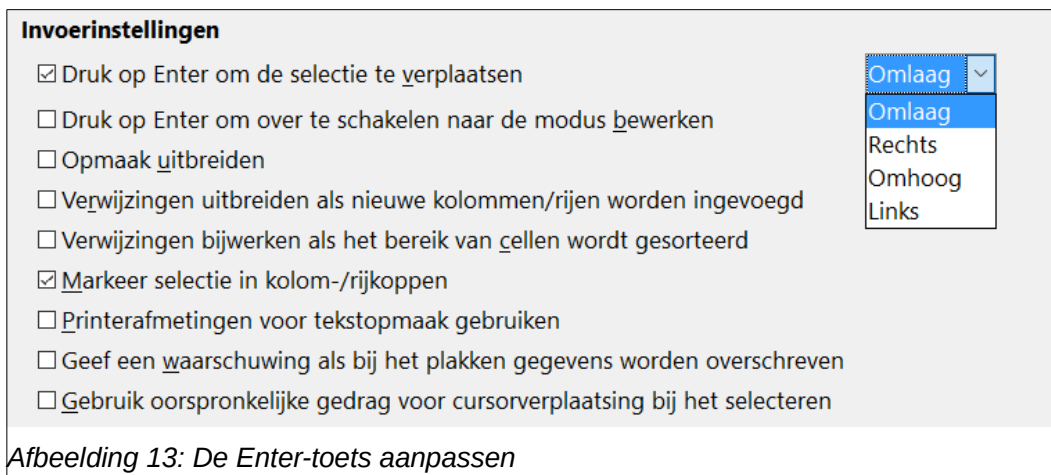 Invoerinstellingen
Druk op Enter om de selectie te verplaatsen
Omlaag
Omlaag
Rechts
Omhoog
Links
Druk op Enter om over te schakelen naar de modus bewerken
Opmaak uitbreiden
Verwijzingen uitbreiden als nieuwe kolommen/rijen worden ingevoegd
Verwijzingen bijwerken als het bereik van cellen wordt gesorteerd
Markeer selectie in kolom-/rijkoppen
Printerafmetingen voor tekstopmaak gebruiken
Geef een waarschuwing als bij het plakken gegevens worden overschreven
Gebruik oorspronkelijke gedrag voor cursorverplaatsing bij het selecteren
Afbeelding 13: De Enter-toets aanpassen